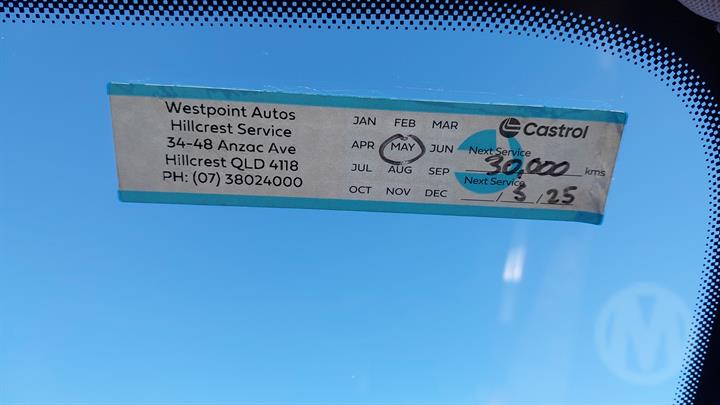 Westpoint Autos
Hillcrest Service
34-48 Anzac Ave
Hillcrest QLD 4118
PH: (07) 38024000
JAN FEB MAR
APR MAY JUN
JUL AUG SEP
OCT NOV DEC
Castrol
Next Service
30,000 kms
Next Service
/ /25
M